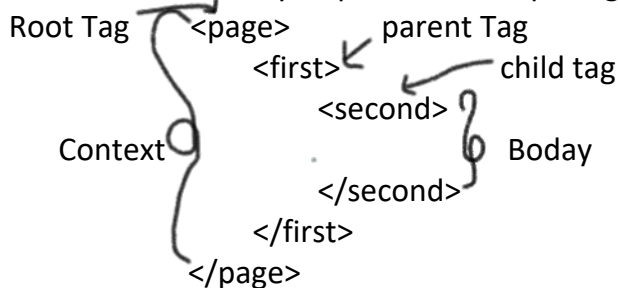 Root Tag <page> parent Tag
<first> child tag
<second>
Context Boday
</second>
</first>
</page>